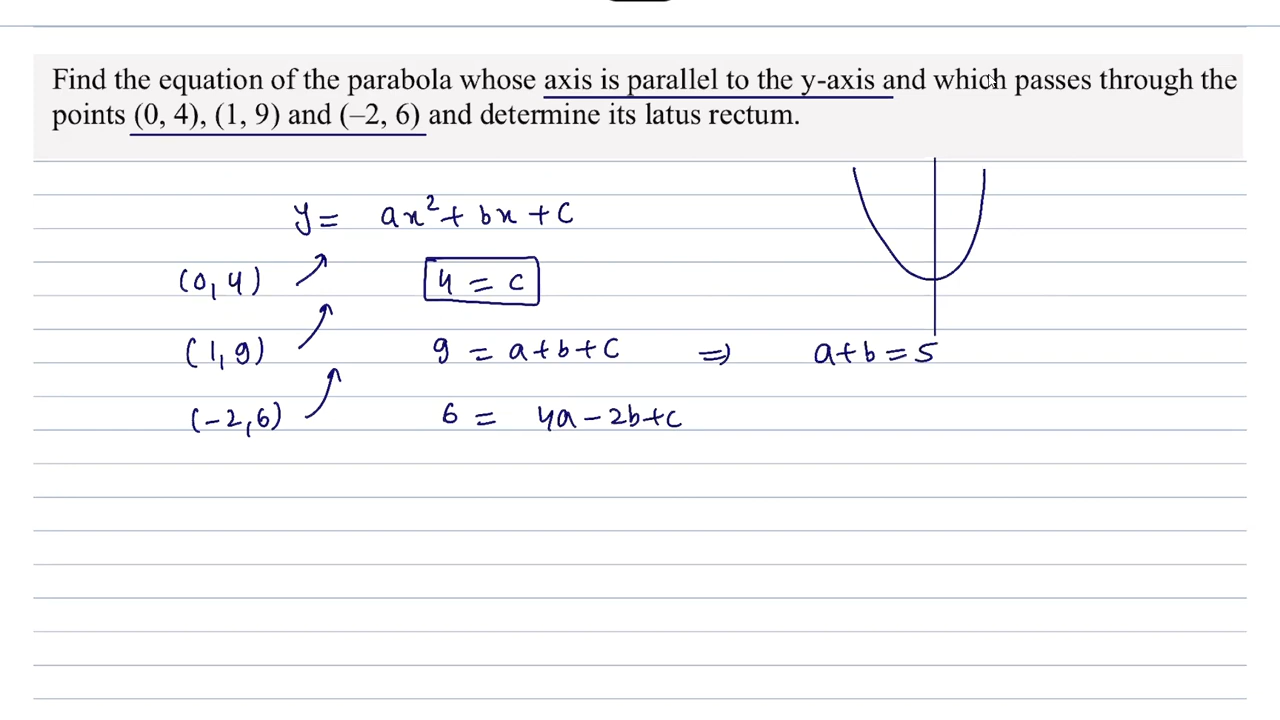 Find the equation of the parabola whose axis is parallel to the y-axis and which passes through the
points (0, 4), (1, 9) and (–2, 6) and determine its latus rectum.
y = ax² + bx + c
(0, 4) 4 = c
(1, 9) 9 = a + b + c ⇒ a + b = 5
(-2, 6) 6 = 4a - 2b + c